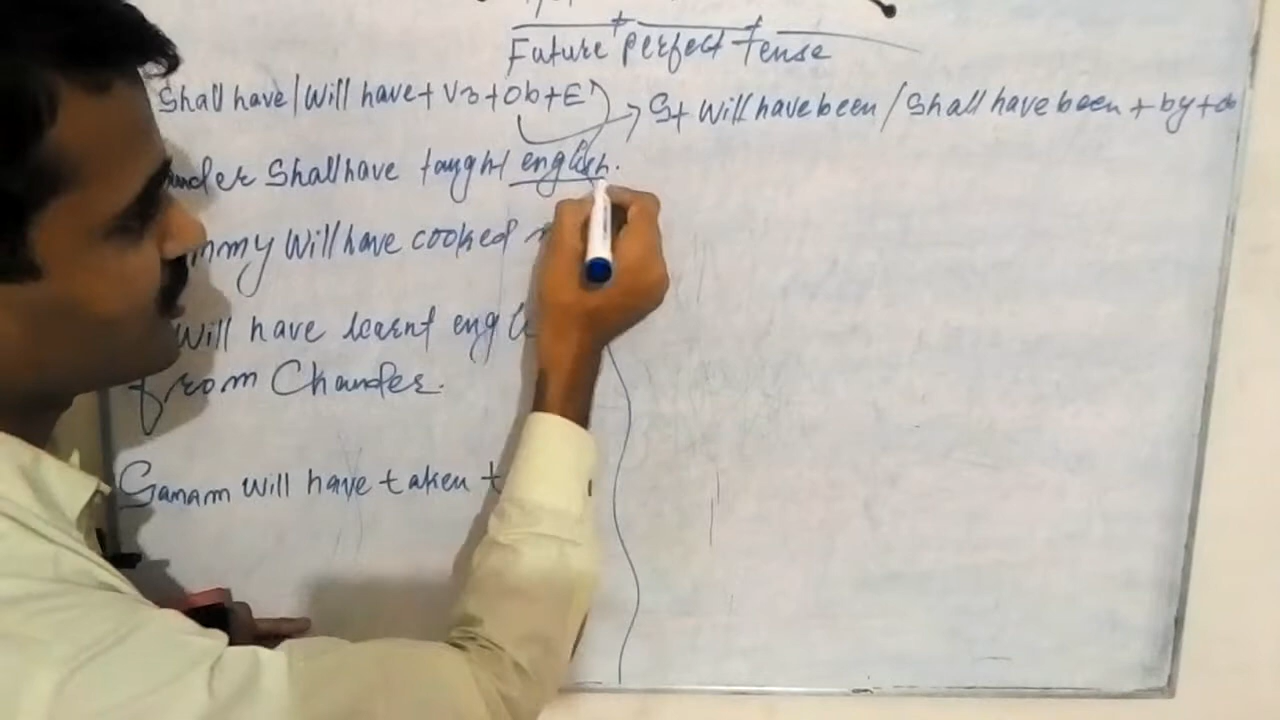 Future perfect Tense
Shall have/Will have + V3 + Ob + E
S+ Will have been / Shall have been + by + ob
Shall have taught english.
Will have cooked
Will have learnt
from Chander.
Sanam will have taken